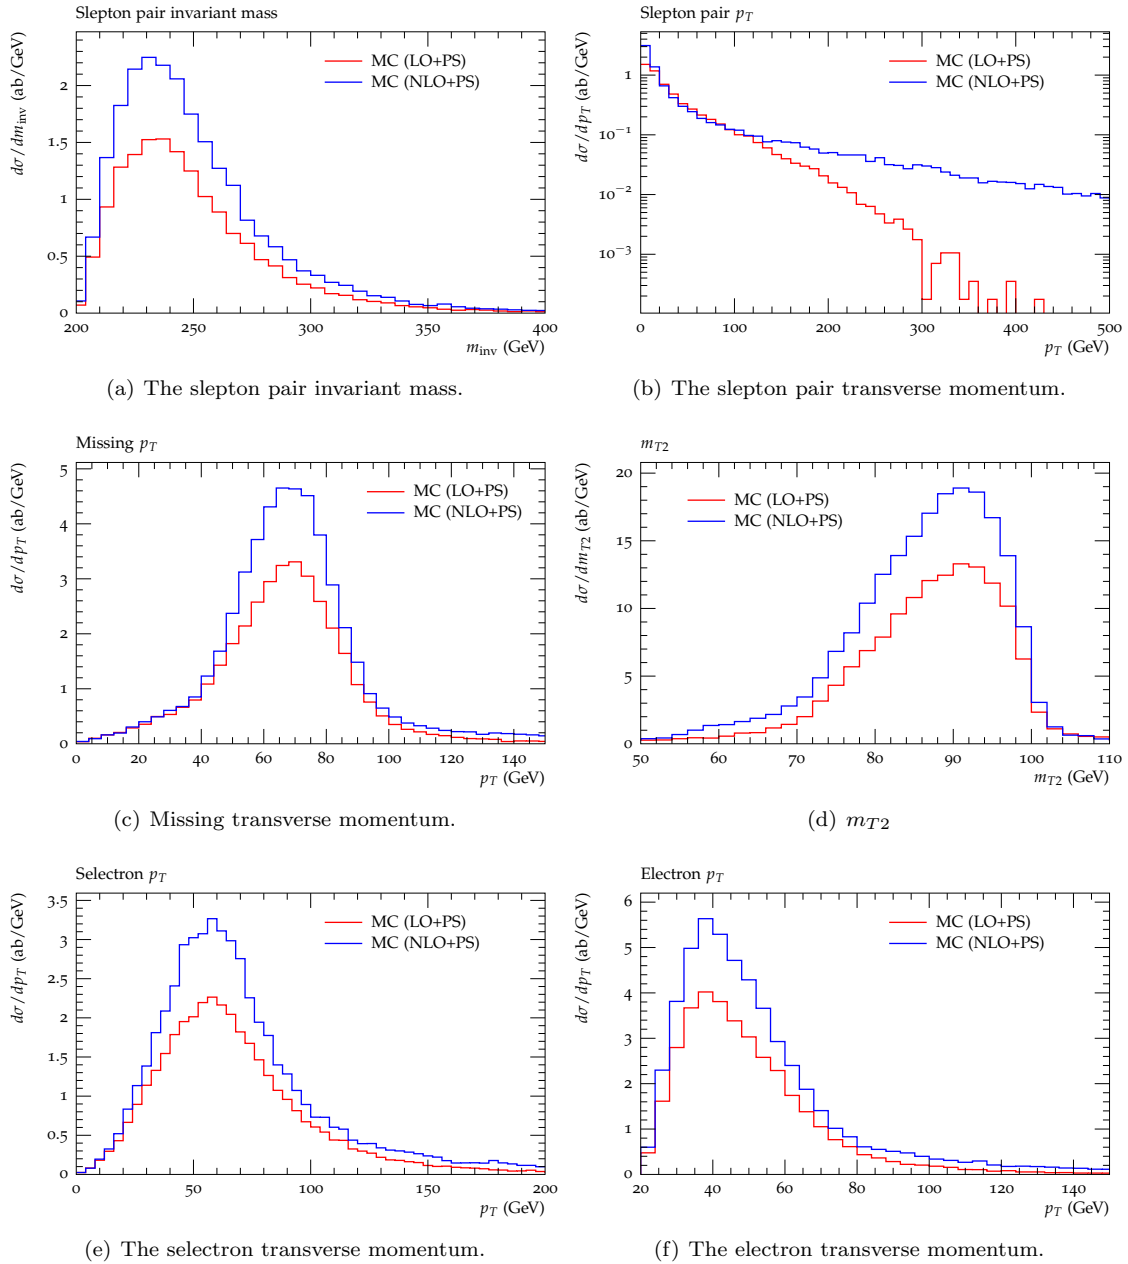 Slepton pair invariant mass
dσ/dm_inv (ab/GeV)
MC (LO+PS)
MC (NLO+PS)
2
1.5
1
0.5
0
200 250 300 350 400
m_inv (GeV)
(a) The slepton pair invariant mass.
Slepton pair p_T
dσ/dp_T (ab/GeV)
MC (LO+PS)
MC (NLO+PS)
1
10⁻¹
10⁻²
10⁻³
0 100 200 300 400 500
p_T (GeV)
(b) The slepton pair transverse momentum.
Missing p_T
dσ/dp_T (ab/GeV)
MC (LO+PS)
MC (NLO+PS)
5
4
3
2
1
0
0 20 40 60 80 100 120 140
p_T (GeV)
(c) Missing transverse momentum.
m_T2
dσ/dm_T2 (ab/GeV)
MC (LO+PS)
MC (NLO+PS)
20
15
10
5
0
50 60 70 80 90 100 110
m_T2 (GeV)
(d) m_T2
Selectron p_T
dσ/dp_T (ab/GeV)
MC (LO+PS)
MC (NLO+PS)
3.5
3
2.5
2
1.5
1
0.5
0
0 50 100 150 200
p_T (GeV)
(e) The selectron transverse momentum.
Electron p_T
dσ/dp_T (ab/GeV)
MC (LO+PS)
MC (NLO+PS)
6
5
4
3
2
1
0
20 40 60 80 100 120 140
p_T (GeV)
(f) The electron transverse momentum.